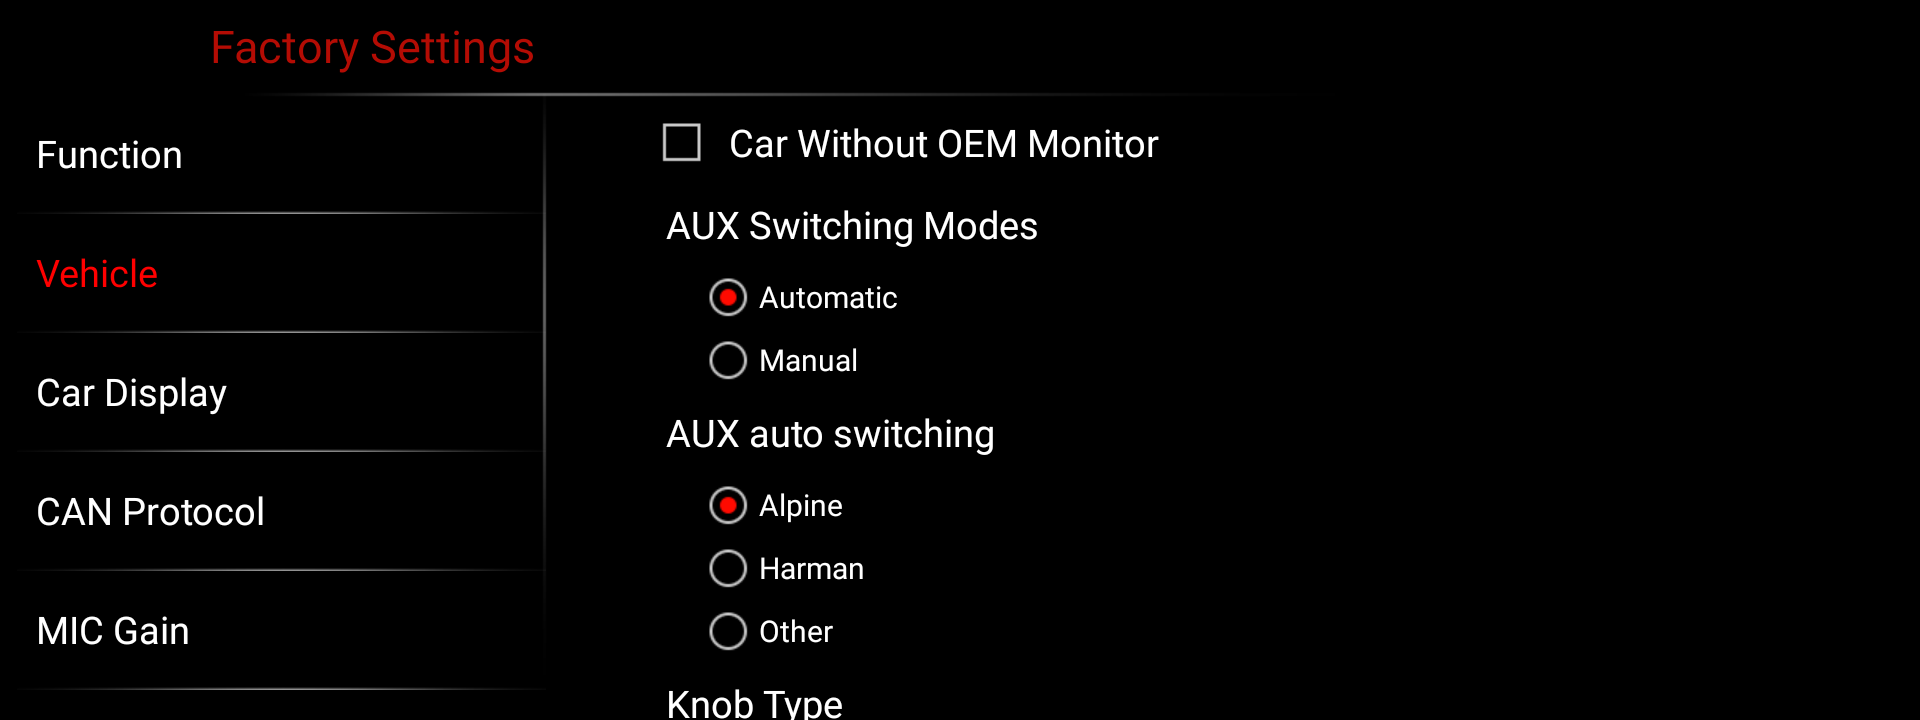 Factory Settings
Function
Vehicle
Car Display
CAN Protocol
MIC Gain
Car Without OEM Monitor
AUX Switching Modes
Automatic
Manual
AUX auto switching
Alpine
Harman
Other
Knob Type